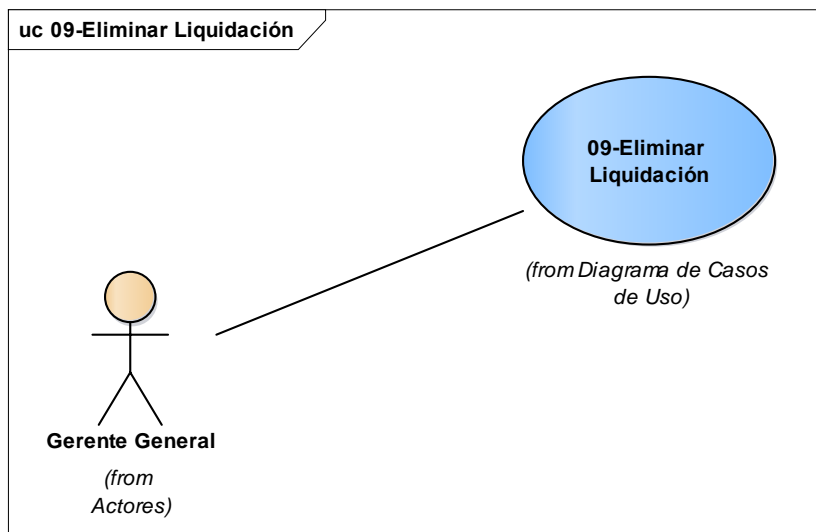 uc 09-Eliminar Liquidación
09-Eliminar
Liquidación
(from Diagrama de Casos
de Uso)
Gerente General
(from
Actores)